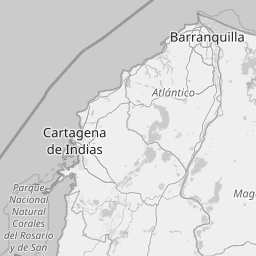 Barranquilla
Atlántico
Cartagena
de Indias
Parque
Nacional
Natural
Corales
del Rosario
y de San
Mag